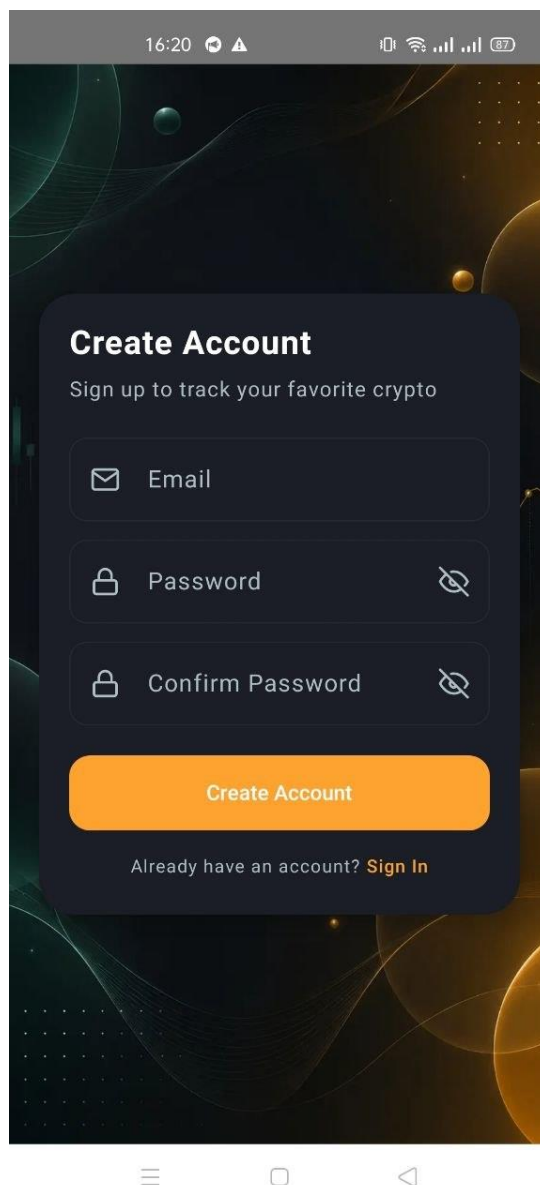 16:20
87
Create Account
Sign up to track your favorite crypto
Email
Password
Confirm Password
Create Account
Already have an account? Sign In